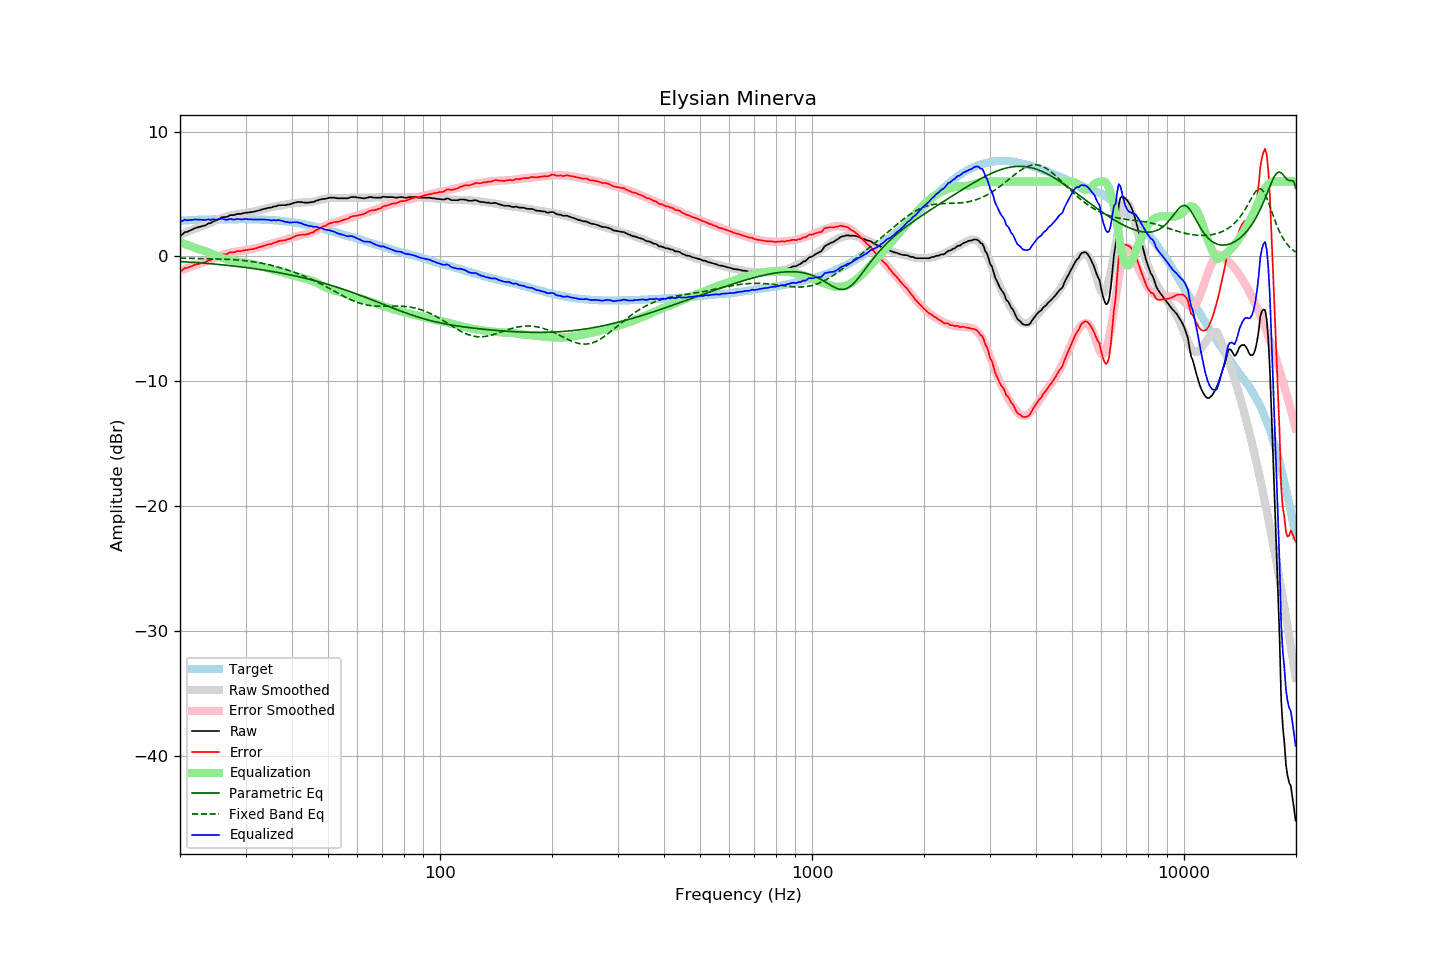 Elysian Minerva
10
0
−10
−20
−30
−40
Amplitude (dBr)
Target
Raw Smoothed
Error Smoothed
Raw
Error
Equalization
Parametric Eq
Fixed Band Eq
Equalized
100
1000
10000
Frequency (Hz)